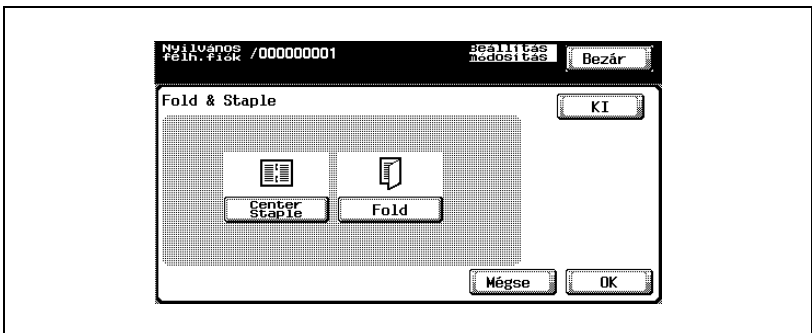 Nyilvános
felh.fiók /000000001
Beállítás
módosítás
Bezár
Fold & Staple
KI
Center
Staple
Fold
Mégse
OK